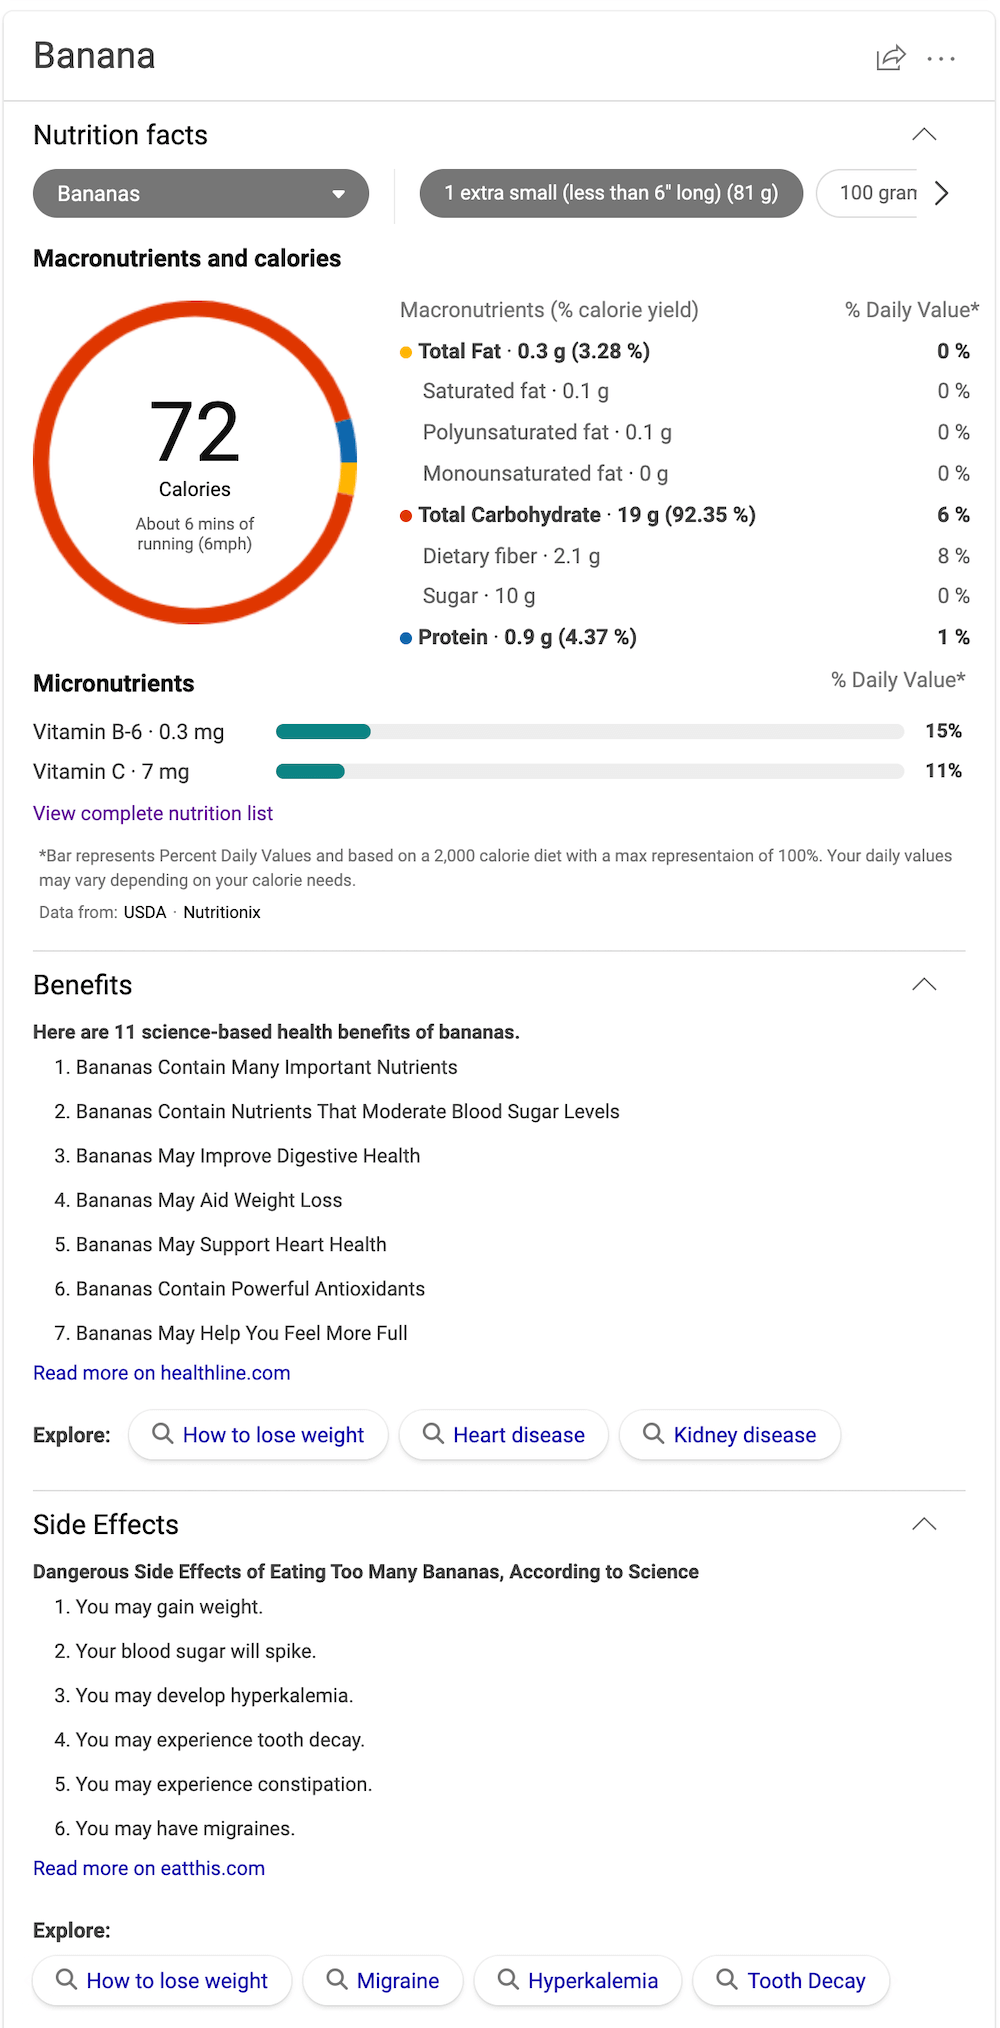 Banana
Nutrition facts
Bananas
1 extra small (less than 6" long) (81 g)
100 gram
Macronutrients and calories
72
Calories
About 6 mins of
running (6mph)
Macronutrients (% calorie yield) % Daily Value*
Total Fat · 0.3 g (3.28 %) 0 %
Saturated fat · 0.1 g 0 %
Polyunsaturated fat · 0.1 g 0 %
Monounsaturated fat · 0 g 0 %
Total Carbohydrate · 19 g (92.35 %) 6 %
Dietary fiber · 2.1 g 8 %
Sugar · 10 g 0 %
Protein · 0.9 g (4.37 %) 1 %
Micronutrients % Daily Value*
Vitamin B-6 · 0.3 mg 15%
Vitamin C · 7 mg 11%
View complete nutrition list
*Bar represents Percent Daily Values and based on a 2,000 calorie diet with a max representaion of 100%. Your daily values
may vary depending on your calorie needs.
Data from: USDA · Nutritionix
Benefits
Here are 11 science-based health benefits of bananas.
1. Bananas Contain Many Important Nutrients
2. Bananas Contain Nutrients That Moderate Blood Sugar Levels
3. Bananas May Improve Digestive Health
4. Bananas May Aid Weight Loss
5. Bananas May Support Heart Health
6. Bananas Contain Powerful Antioxidants
7. Bananas May Help You Feel More Full
Read more on healthline.com
Explore: How to lose weight Heart disease Kidney disease
Side Effects
Dangerous Side Effects of Eating Too Many Bananas, According to Science
1. You may gain weight.
2. Your blood sugar will spike.
3. You may develop hyperkalemia.
4. You may experience tooth decay.
5. You may experience constipation.
6. You may have migraines.
Read more on eatthis.com
Explore:
How to lose weight Migraine Hyperkalemia Tooth Decay